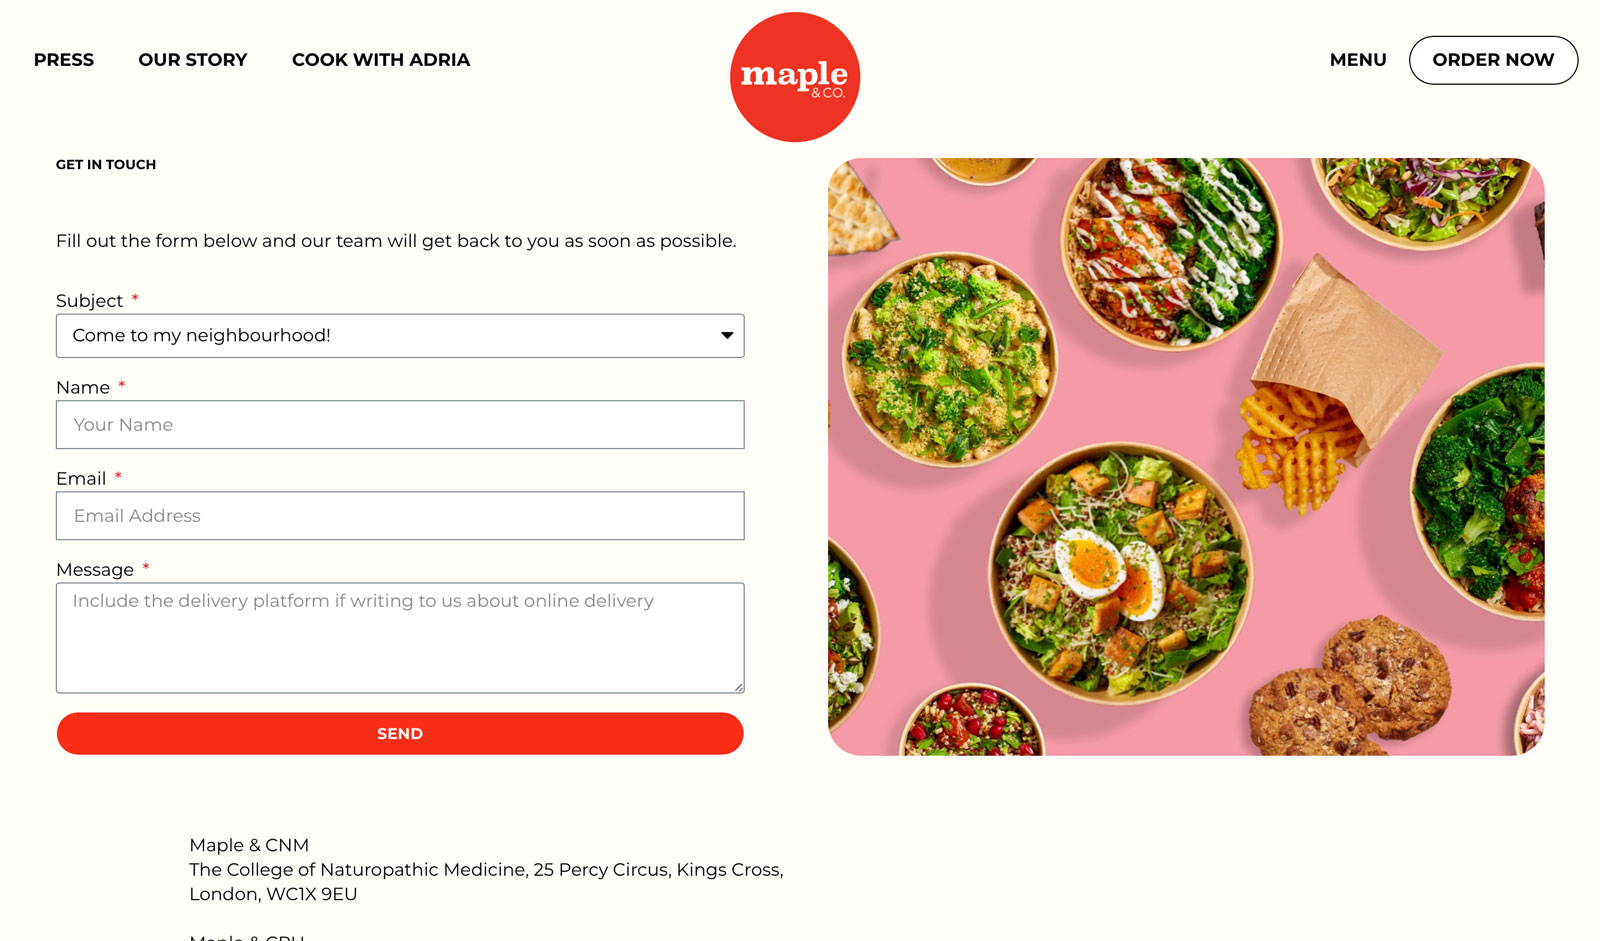 PRESS
OUR STORY
COOK WITH ADRIA
maple
& CO.
MENU
ORDER NOW
GET IN TOUCH
Fill out the form below and our team will get back to you as soon as possible.
Subject *
Come to my neighbourhood!
Name *
Your Name
Email *
Email Address
Message *
Include the delivery platform if writing to us about online delivery
SEND
Maple & CNM
The College of Naturopathic Medicine, 25 Percy Circus, Kings Cross,
London, WC1X 9EU
Maple &